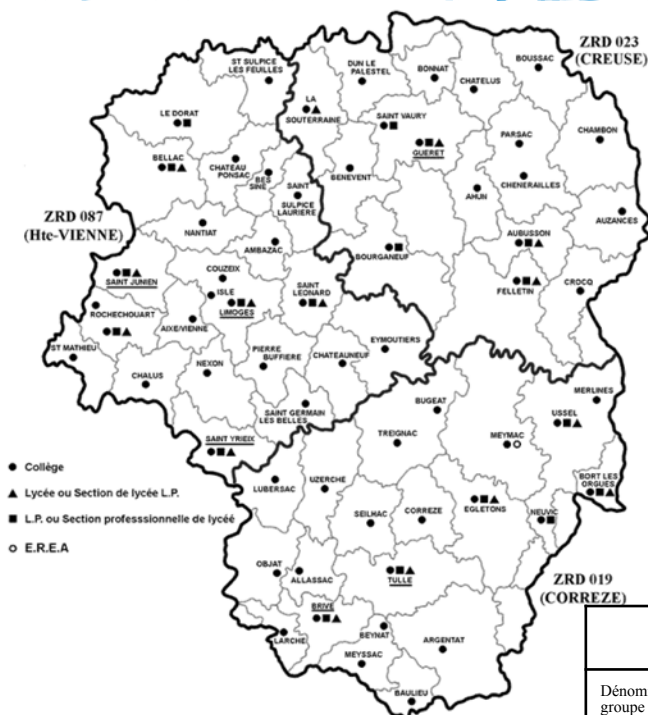 ZRD 023
(CREUSE)
ST SULPICE
LES FEUILLES
DUN LE
PALESTEL
BONNAT
BOUSSAC
CHATELUS
LE DORAT
LA
SOUTERRAINE
SAINT VAURY
GUERET
PARSAC
CHAMBON
BELLAC
CHATEAU
PONSAC
BES
SINE
SAINT
SULPICE
LAURIERE
BENEVENT
CHENERAILLES
AHUN
ZRD 087
(Hte-VIENNE)
NANTIAT
AMBAZAC
BOURGANEUF
AUBUSSON
AUZANCES
SAINT JUNIEN
COUZEIX
ISLE
LIMOGES
SAINT
LEONARD
FELLETIN
CROCQ
ROCHECHOUART
AIXE/VIENNE
ST MATHIEU
CHALUS
NEXON
PIERRE
BUFFIERE
CHATEAUNEUF
EYMOUTIERS
SAINT GERMAIN
LES BELLES
BUGEAT
MERLINES
SAINT YRIEIX
TREIGNAC
MEYMAC
USSEL
Collège
Lycée ou Section de lycée L.P.
L.P. ou Section professsionnelle de lycée
E.R.E.A
LUBERSAC
UZERCHE
SEILHAC
CORREZE
EGLETONS
NEUVIC
BORT LES
ORGUES
OBJAT
ALLASSAC
TULLE
ZRD 019
(CORREZE)
BRIVE
LARCHE
BEYNAT
MEYSSAC
ARGENTAT
BAULIEU
Dénom
groupe